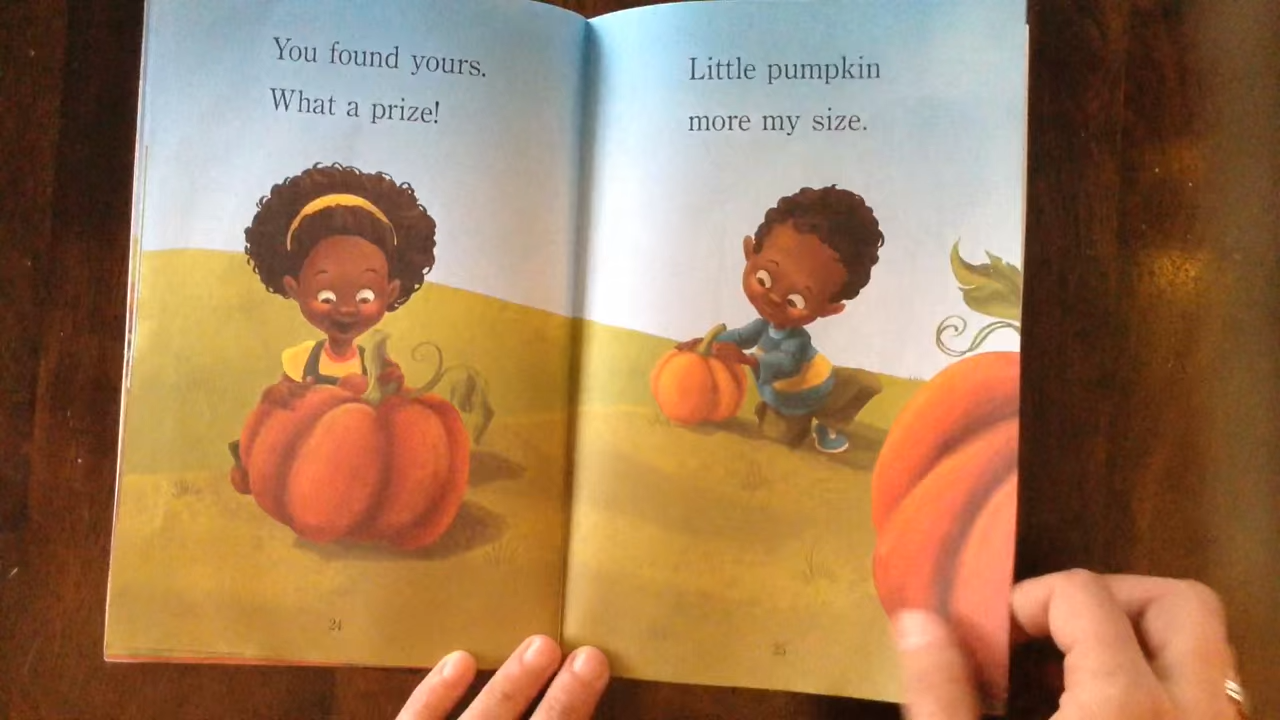 You found yours.
What a prize!
24
Little pumpkin
more my size.
25